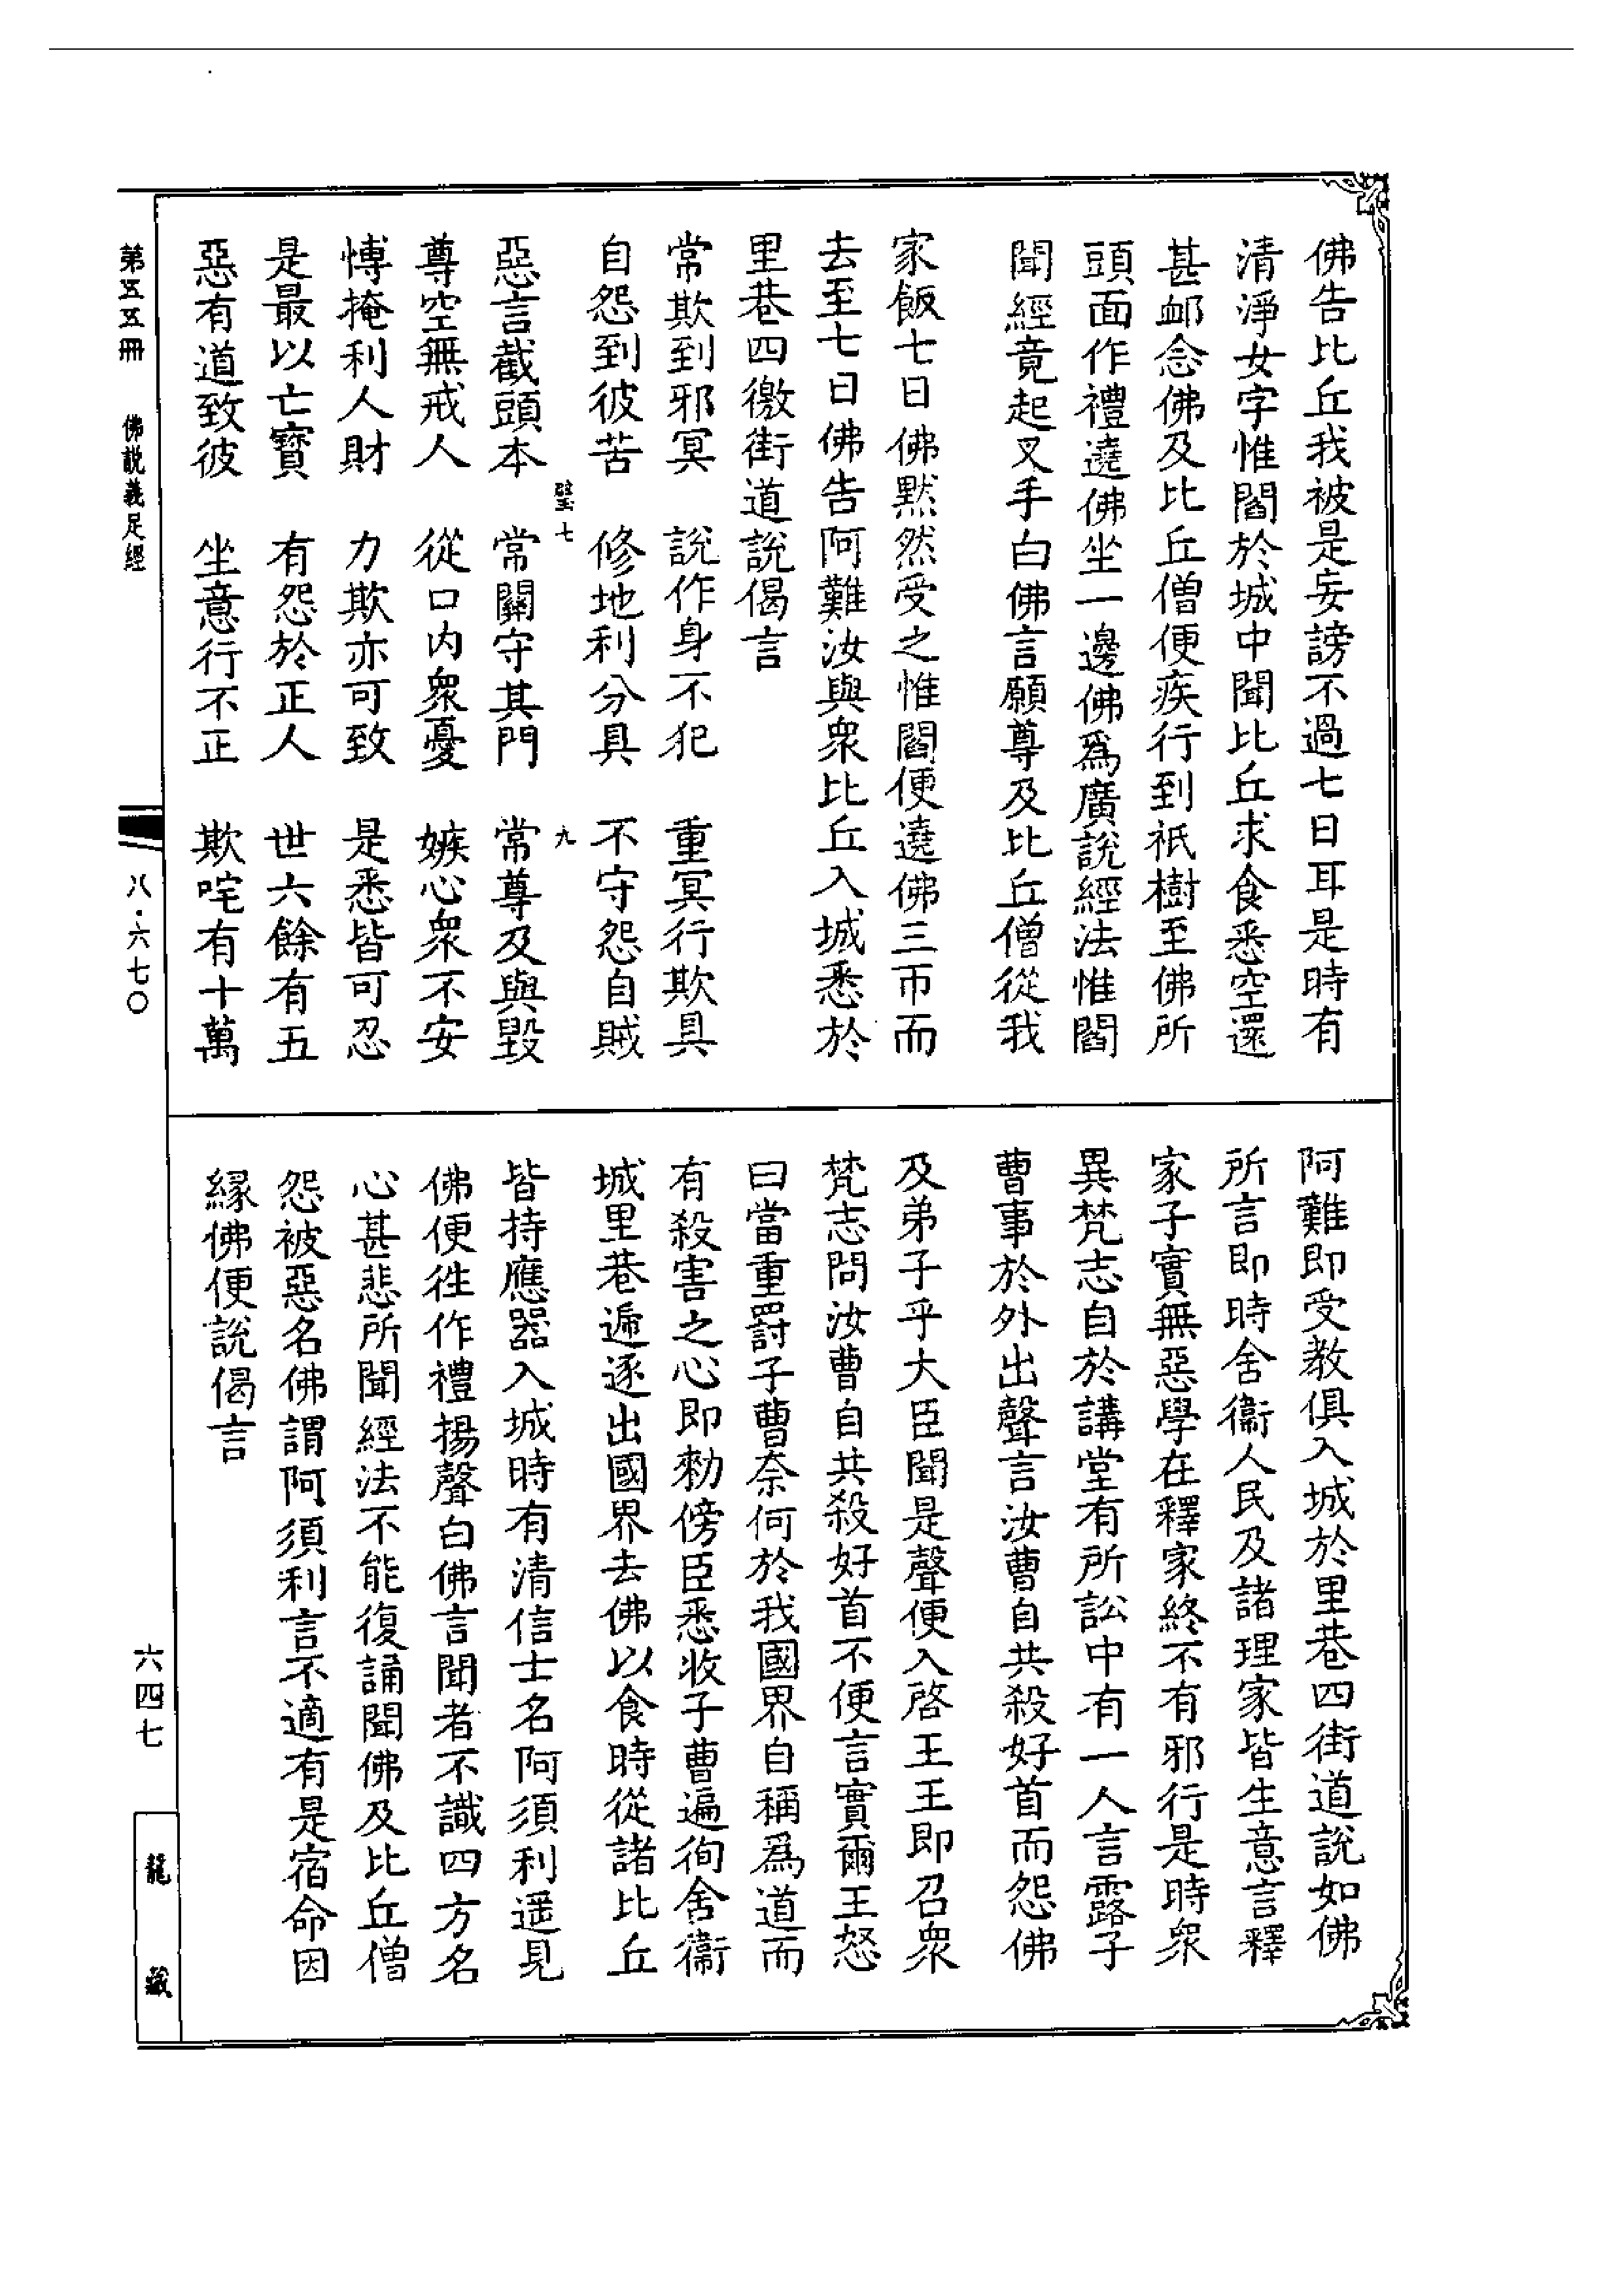 佛告比丘我被是妄謗不過七日耳是時有
清淨女字惟閻於城中聞比丘求食悉空還
甚䘏念佛及比丘僧便疾行到祇樹至佛所
頭面作禮遶佛坐一邊佛爲廣說經法惟閻
聞經竟起叉手白佛言願尊及比丘僧從我
家飯七日佛默然受之惟閻便遶佛三帀而
去至七日佛告阿難汝與衆比丘入城悉於
里巷四徼街道說偈言
常欺到邪冥　說作身不犯　重冥行欺具
自怨到彼苦　修地利分具　不守怨自賊
璧七　九
惡言截頭本　常關守其門　常尊及與毀
尊空無戒人　從口内衆憂　嫉心衆不安
慱掩利人財　力欺亦可致　是悉皆可忍
是最以亡寶　有怨於正人　世六餘有五
惡有道致彼　坐意行不正　欺咤有十萬
阿難即受教俱入城於里巷四街道說如佛
所言即時舍衞人民及諸理家皆生意言釋
家子實無惡學在釋家終不有邪行是時衆
異梵志自於講堂有所訟中有一人言露子
曹事於外出聲言汝曹自共殺好首而怨佛
及弟子乎大臣聞是聲便入啓王王即召衆
梵志問汝曹自共殺好首不便言實爾王怒
曰當重罰子曹奈何於我國界自稱爲道而
有殺害之心即勑傍臣悉收子曹遍徇舍衞
城里巷遍逐出國界去佛以食時從諸比丘
皆持應器入城時有清信士名阿須利遥見
佛便徃作禮揚聲白佛言聞者不識四方名
心甚悲所聞經法不能復誦聞佛及比丘僧
怨被惡名佛謂阿須利言不適有是宿命因
緣佛便說偈言
第五五冊　佛説義足經
八·六七〇
六四七
龍藏